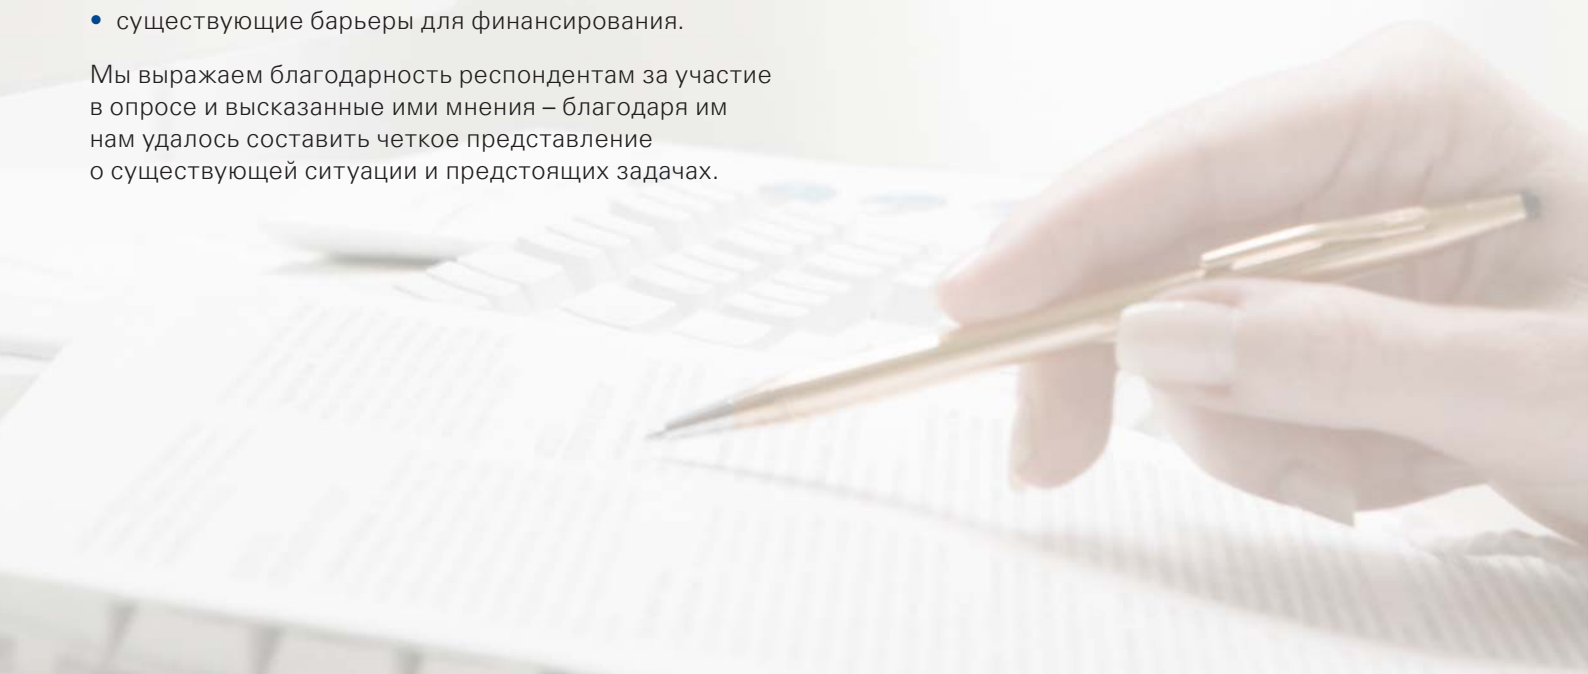 • существующие барьеры для финансирования.
Мы выражаем благодарность респондентам за участие
в опросе и высказанные ими мнения – благодаря им
нам удалось составить четкое представление
о существующей ситуации и предстоящих задачах.